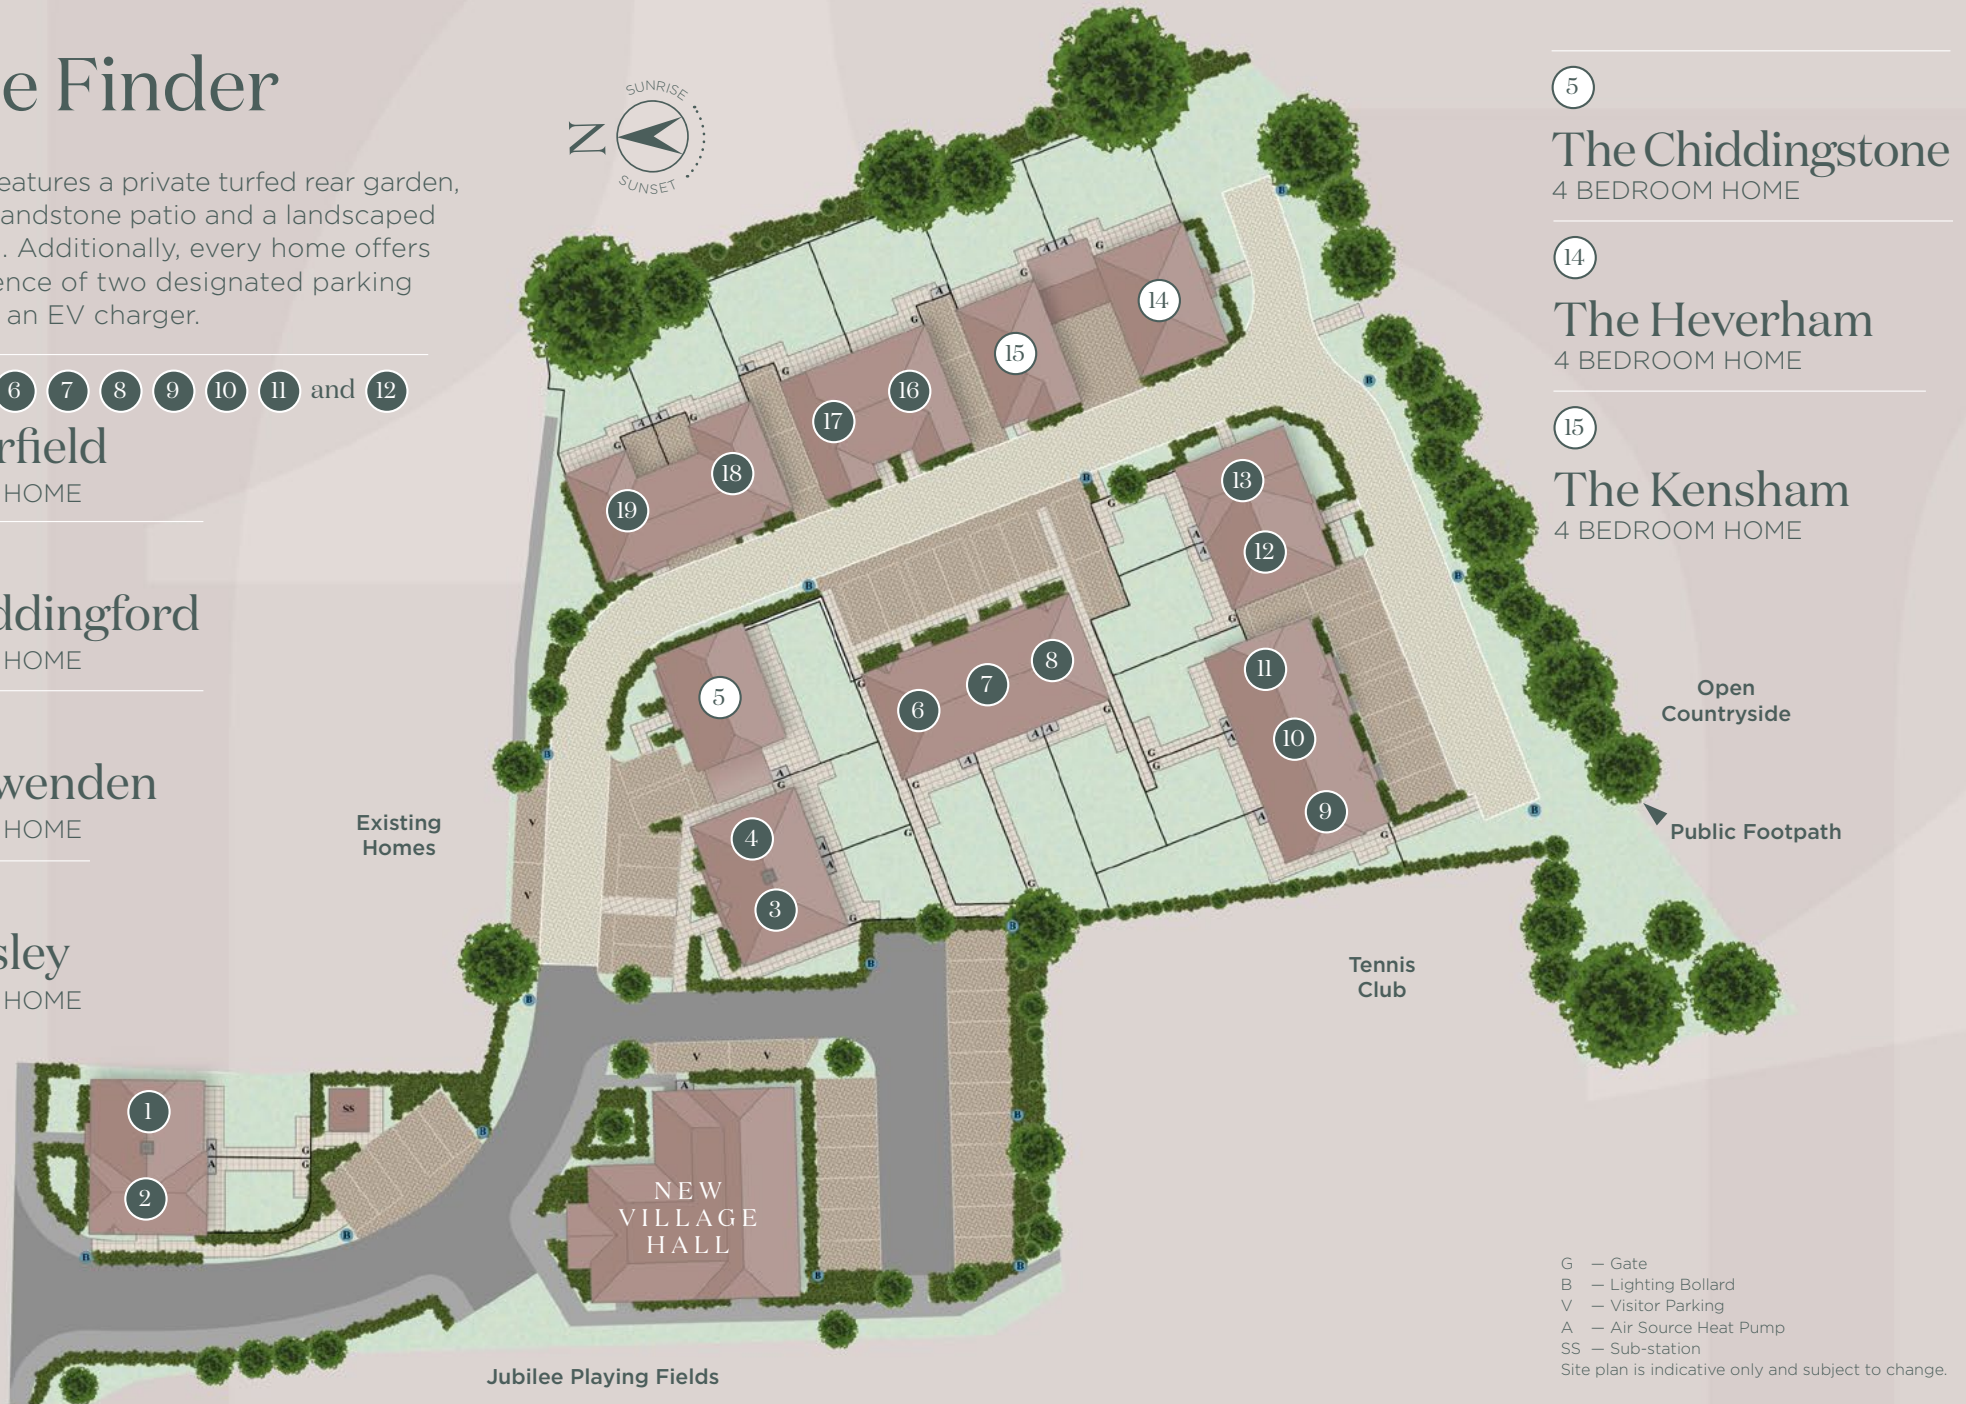 e Finder
eatures a private turfed rear garden,
andstone patio and a landscaped
. Additionally, every home offers
ence of two designated parking
an EV charger.
6 7 8 9 10 11 and 12
rfield
HOME
ddingford
HOME
wenden
HOME
sley
HOME
SUNRISE
N
SUNSET
5
The Chiddingstone
4 BEDROOM HOME
14
The Heverham
4 BEDROOM HOME
15
The Kensham
4 BEDROOM HOME
14
15
16
17
18
19
13
12
11
10
9
8
7
6
5
4
3
1
2
SS
V
V
V
V
Existing
Homes
Open
Countryside
Public Footpath
Tennis
Club
NEW
VILLAGE
HALL
Jubilee Playing Fields
G — Gate
B — Lighting Bollard
V — Visitor Parking
A — Air Source Heat Pump
SS — Sub-station
Site plan is indicative only and subject to change.